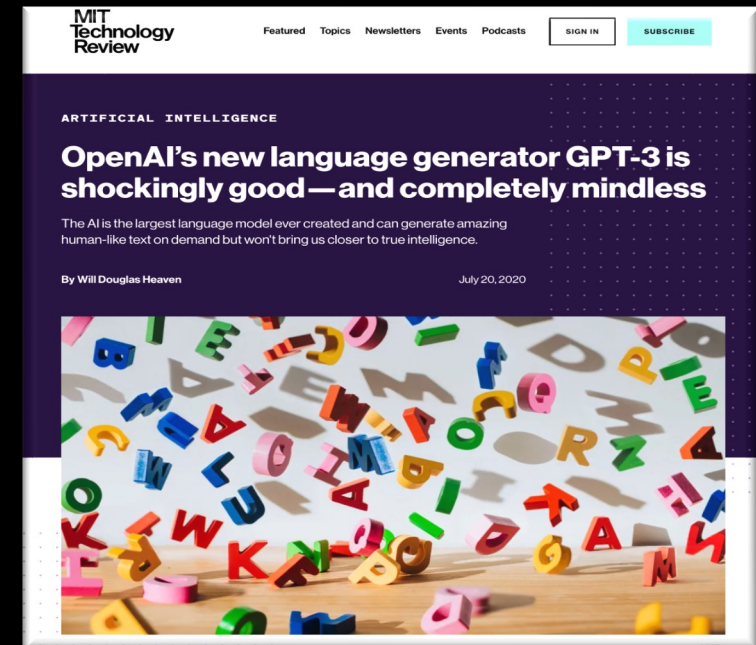 MIT
Technology
Review
Featured Topics Newsletters Events Podcasts SIGN IN SUBSCRIBE
ARTIFICIAL INTELLIGENCE
OpenAI’s new language generator GPT-3 is
shockingly good—and completely mindless
The AI is the largest language model ever created and can generate amazing
human-like text on demand but won’t bring us closer to true intelligence.
By Will Douglas Heaven July 20, 2020